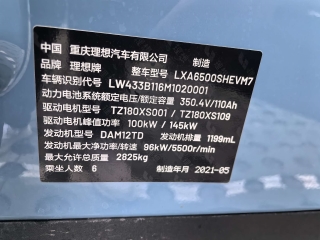 中国 重庆理想汽车有限公司 制造
品牌 理想牌 整车型号 LXA6500SHEVM7
车辆识别代号 LW433B116M1020001
动力电池系统额定电压/额定容量 350.4V/110Ah
驱动电机型号 TZ180XS001 / TZ180XS109
驱动电机峰值功率 100kW / 145kW
发动机型号 DAM12TD 发动机排量 1199mL
发动机最大净功率/转速 96kW/5500r/min
最大允许总质量 2825kg
乘坐人数 6 制造年月 2021-05